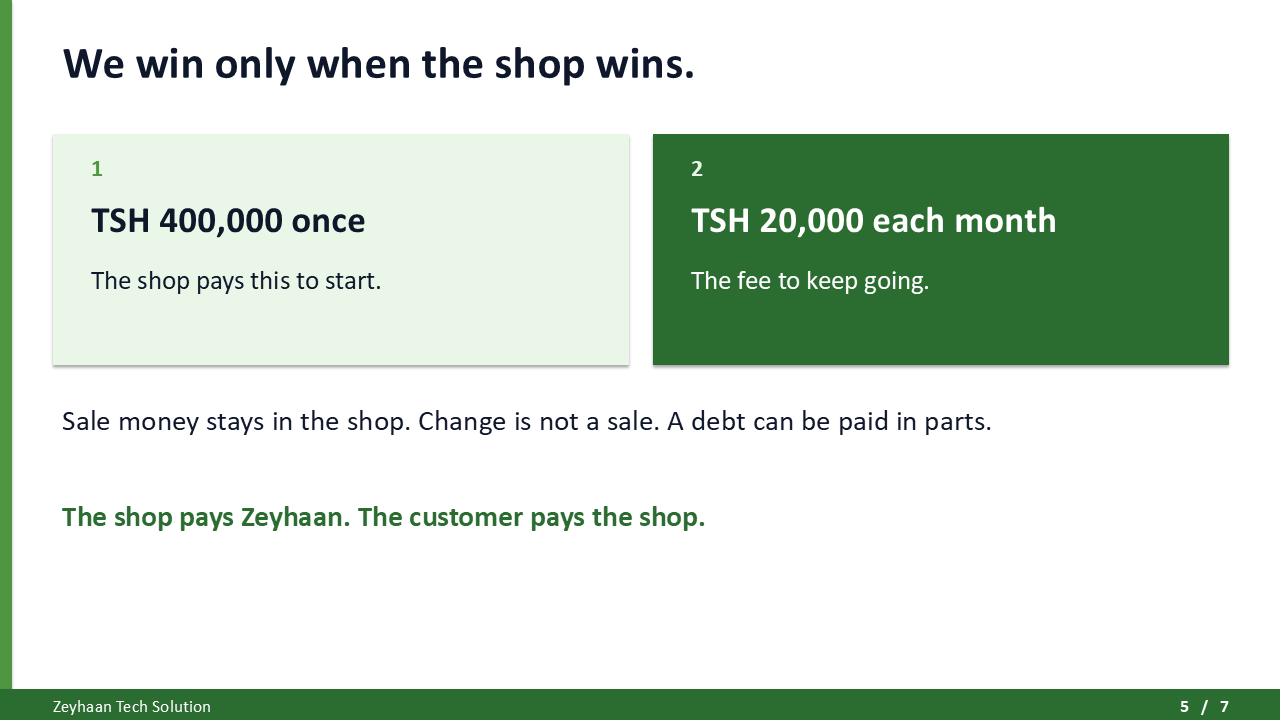 We win only when the shop wins.
1
TSH 400,000 once
The shop pays this to start.
2
TSH 20,000 each month
The fee to keep going.
Sale money stays in the shop. Change is not a sale. A debt can be paid in parts.
The shop pays Zeyhaan. The customer pays the shop.
Zeyhaan Tech Solution
5 / 7